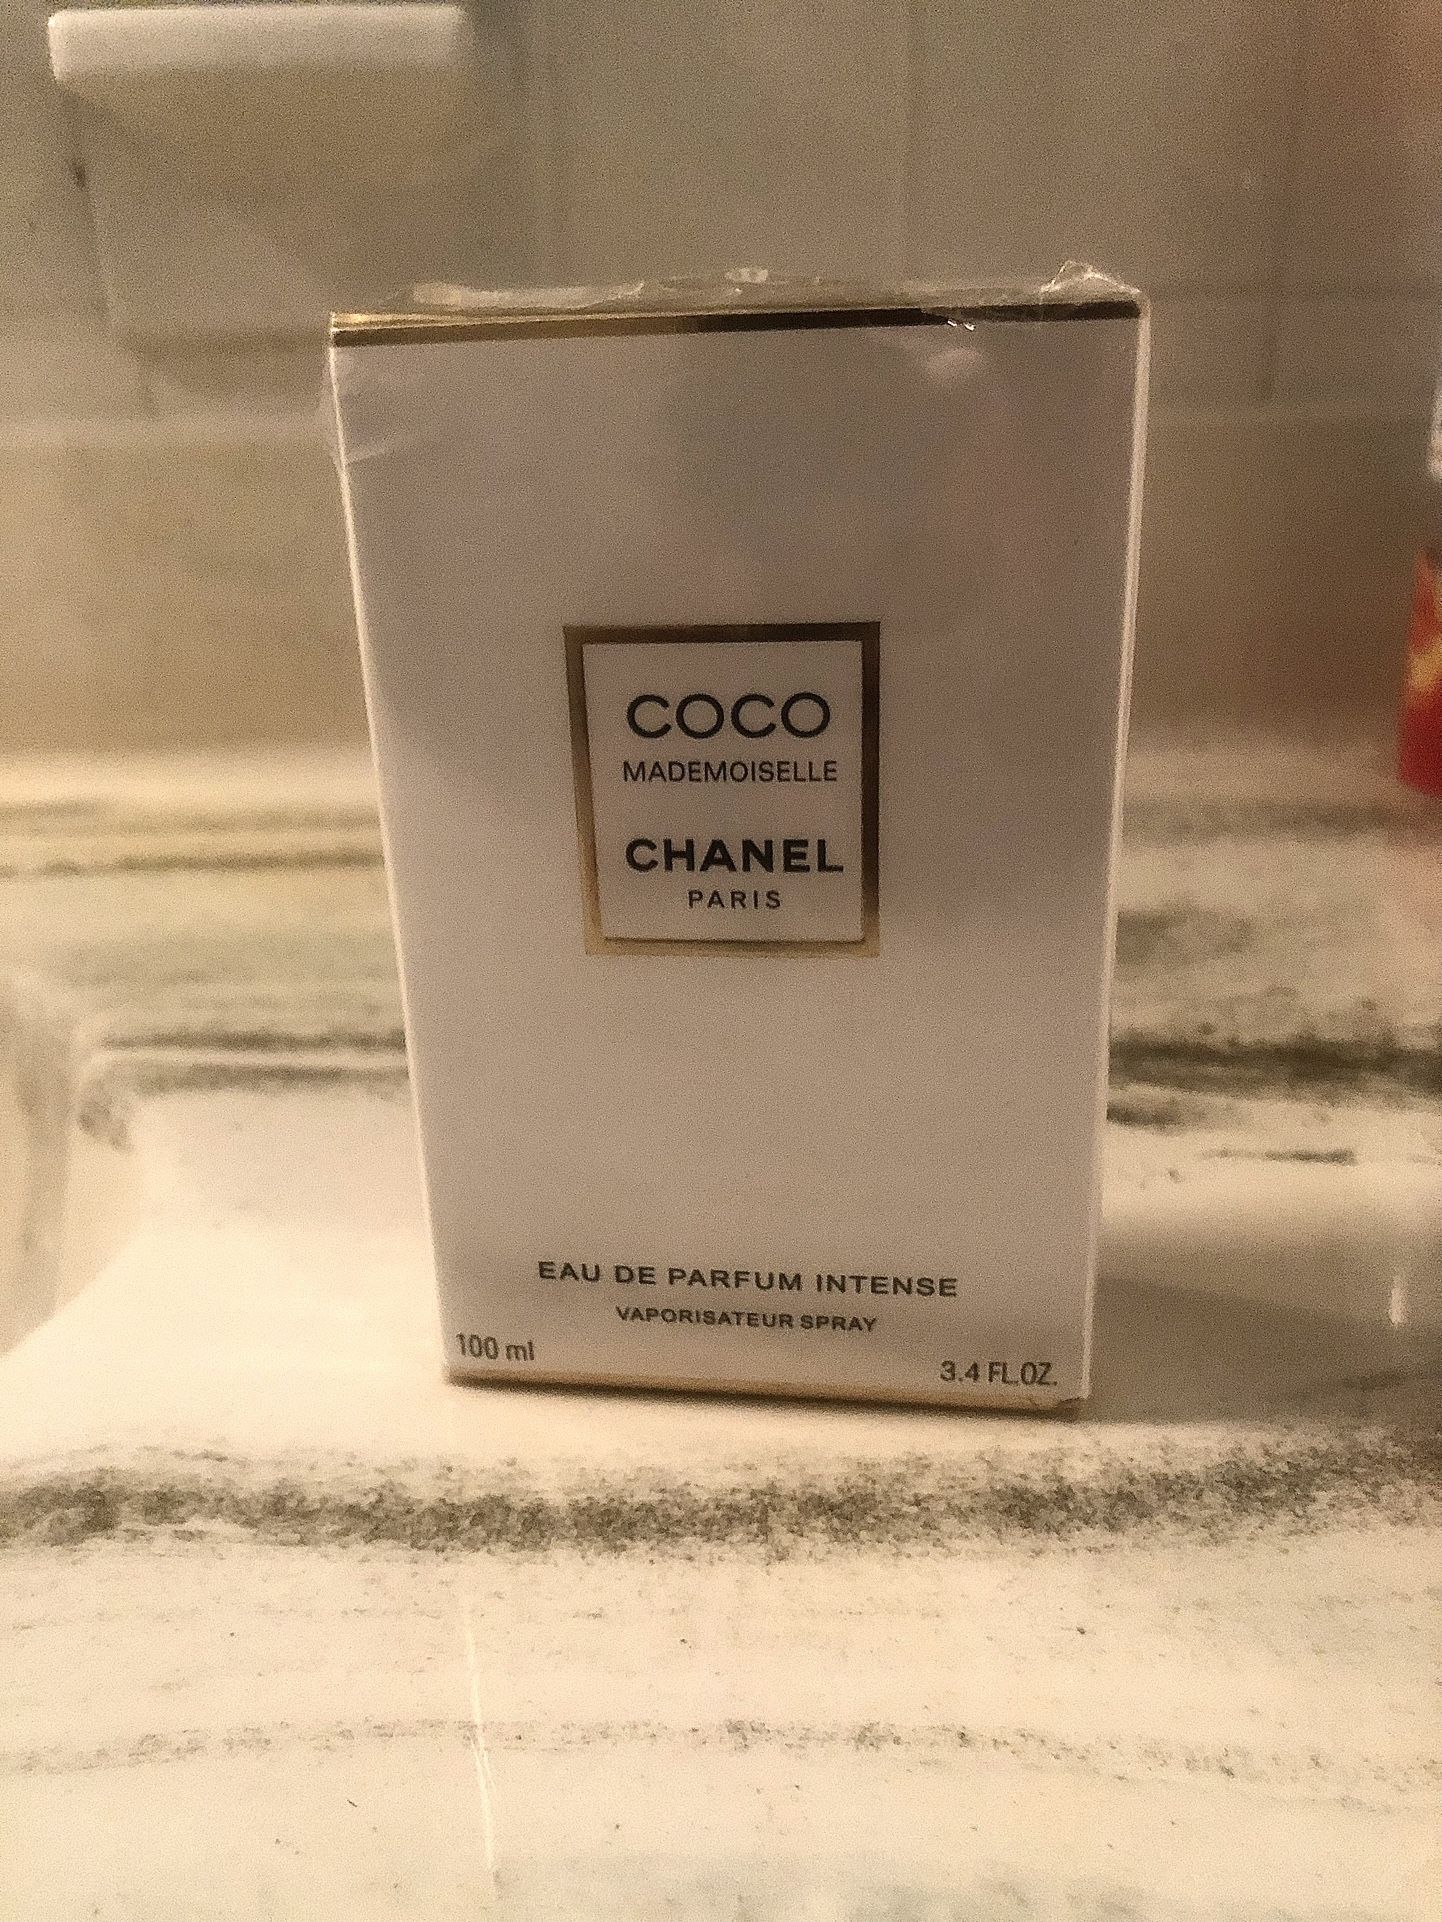 COCO
MADEMOISELLE
CHANEL
PARIS
EAU DE PARFUM INTENSE
VAPORISATEUR SPRAY
100 ml
3.4 FL.OZ.